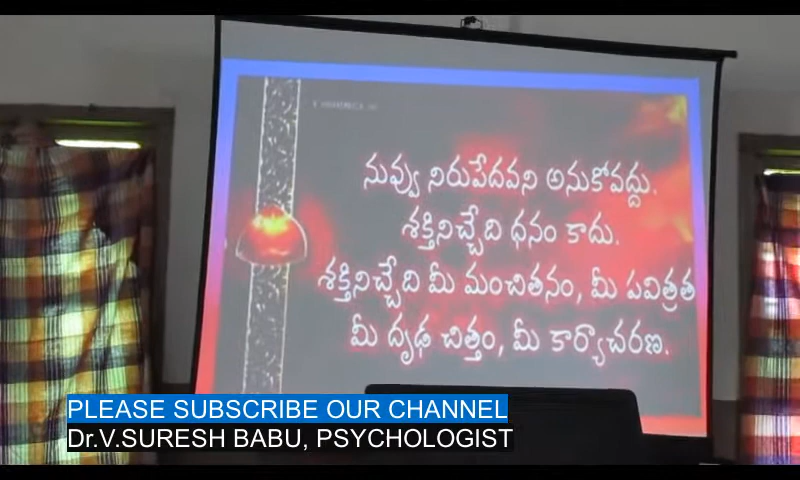 నువ్వు నిరుపేదవని అనుకోవద్దు.
శక్తినిచ్చేది ధనం కాదు.
శక్తినిచ్చేది మీ మంచితనం, మీ పవిత్రత
మీ దృఢ చిత్తం, మీ కార్యాచరణ.
PLEASE SUBSCRIBE OUR CHANNEL
Dr.V.SURESH BABU, PSYCHOLOGIST